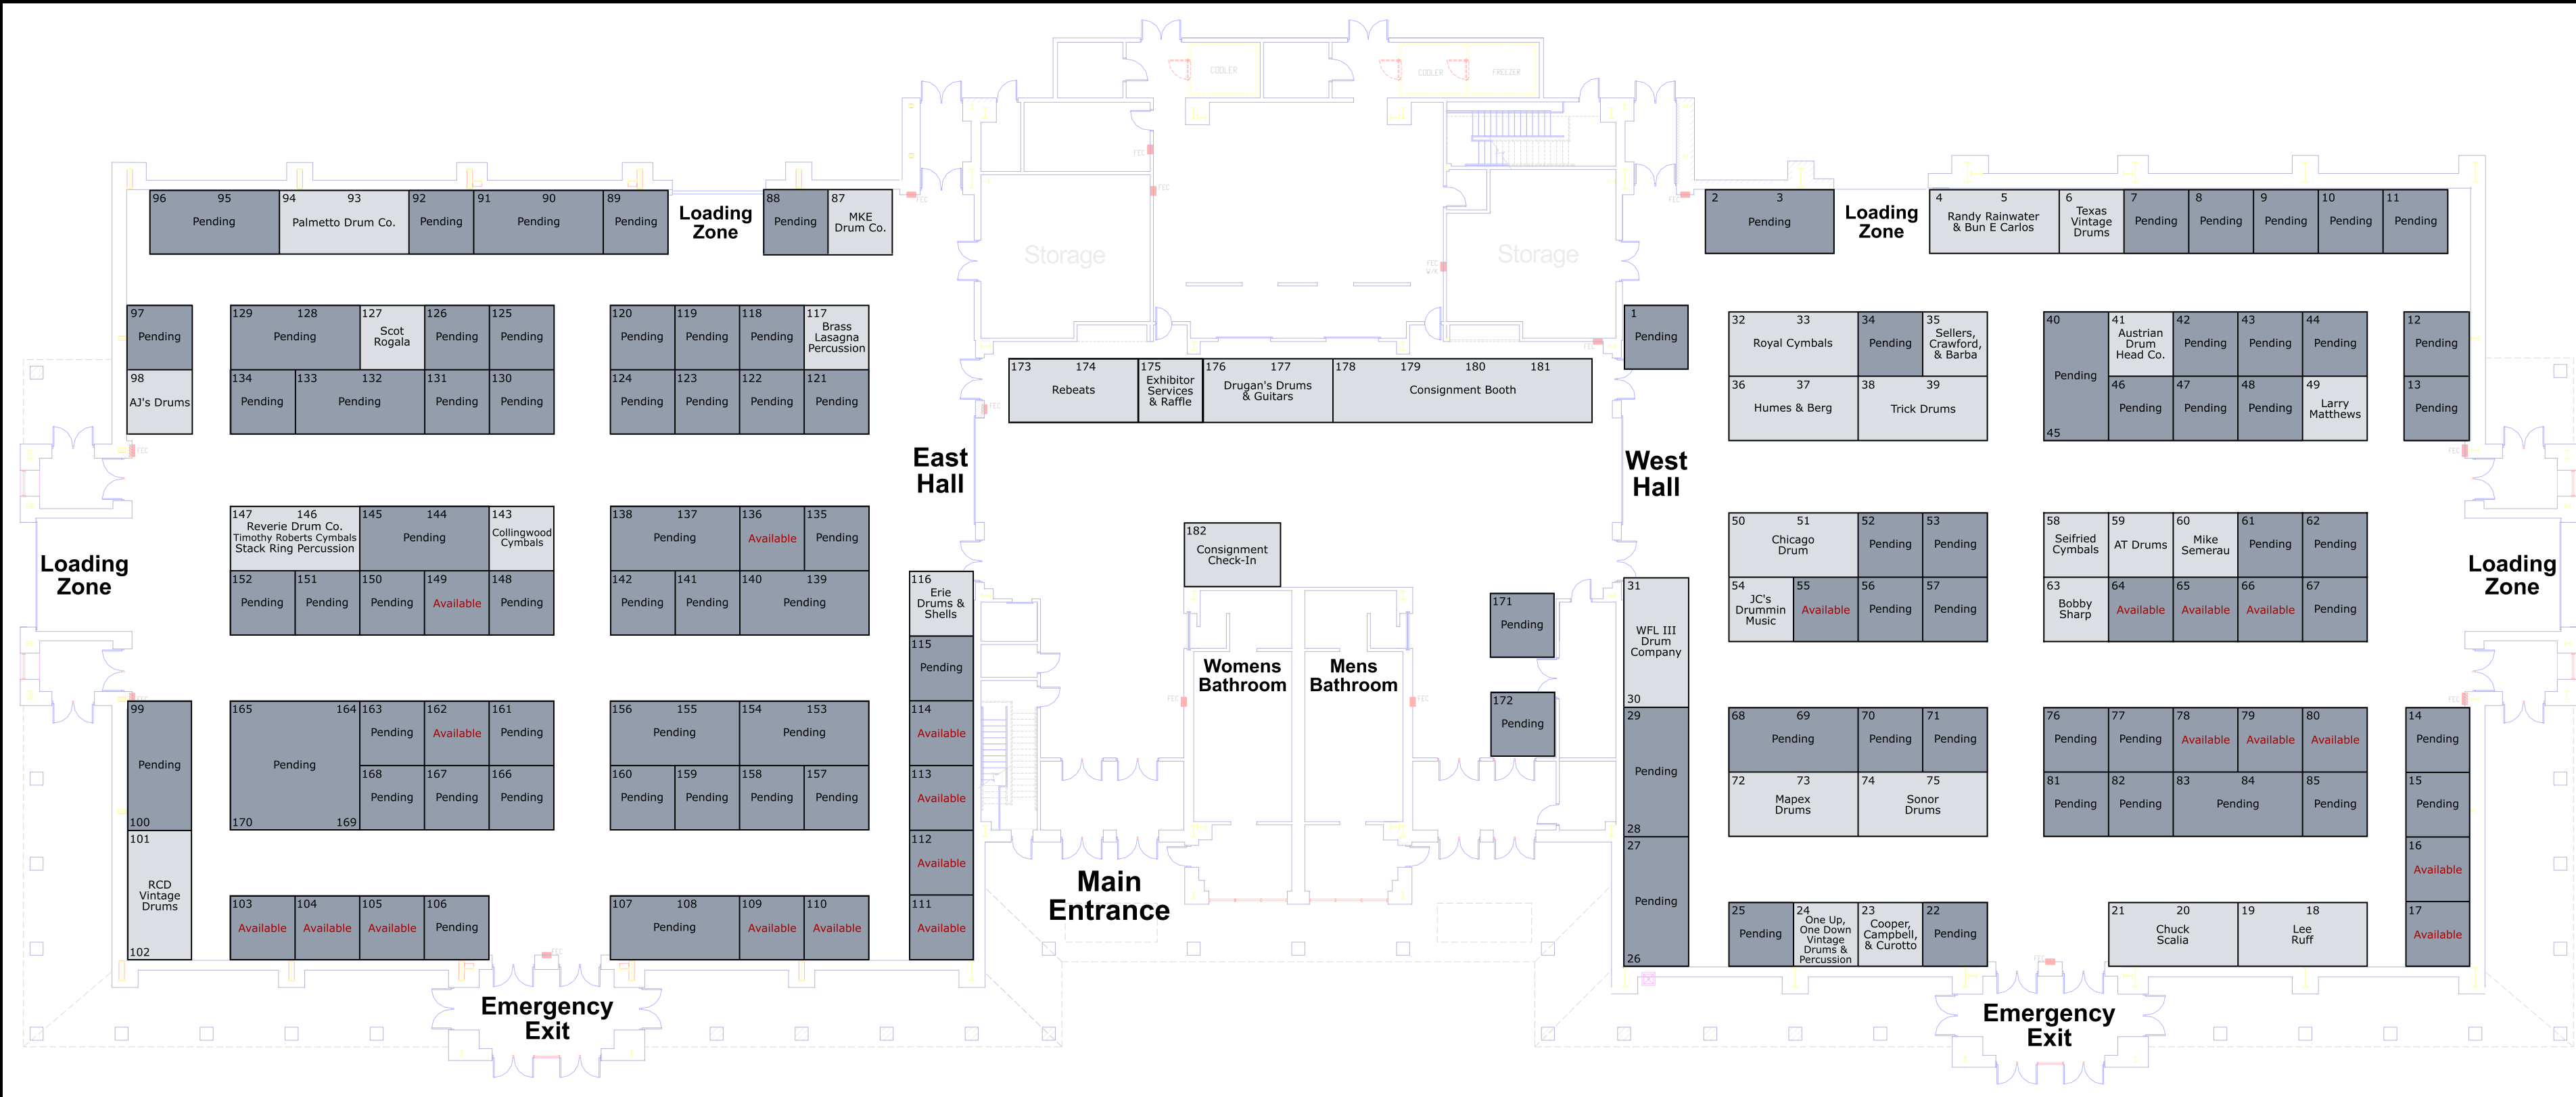 COOLER
COOLER
FREEZER
FEC
FEC
FEC
FEC
FEC
W/K
FEC
Storage
Storage
96 95
Pending
94 93
Palmetto Drum Co.
92
Pending
91 90
Pending
89
Pending
Loading
Zone
88
Pending
87
MKE
Drum Co.
2 3
Pending
Loading
Zone
4 5
Randy Rainwater
& Bun E Carlos
6
Texas
Vintage
Drums
7
Pending
8
Pending
9
Pending
10
Pending
11
Pending
97
Pending
98
AJ's Drums
129 128
Pending
127
Scot
Rogala
126
Pending
125
Pending
134
Pending
133 132
Pending
131
Pending
130
Pending
120
Pending
119
Pending
118
Pending
117
Brass
Lasagna
Percussion
124
Pending
123
Pending
122
Pending
121
Pending
173 174
Rebeats
175
Exhibitor
Services
& Raffle
176 177
Drugan's Drums
& Guitars
178 179 180 181
Consignment Booth
1
Pending
32 33
Royal Cymbals
34
Pending
35
Sellers,
Crawford,
& Barba
36 37
Humes & Berg
38 39
Trick Drums
40
Pending
45
41
Austrian
Drum
Head Co.
42
Pending
43
Pending
44
Pending
46
Pending
47
Pending
48
Pending
49
Larry
Matthews
12
Pending
13
Pending
FEC
FEC
FEC
East
Hall
West
Hall
Loading
Zone
147 146
Reverie Drum Co.
Timothy Roberts Cymbals
Stack Ring Percussion
145 144
Pending
143
Collingwood
Cymbals
152
Pending
151
Pending
150
Pending
149
Available
148
Pending
138 137
Pending
136
Available
135
Pending
142
Pending
141
Pending
140 139
Pending
116
Erie
Drums &
Shells
115
Pending
114
Available
113
Available
112
Available
111
Available
182
Consignment
Check-In
Womens
Bathroom
Mens
Bathroom
171
Pending
172
Pending
31
WFL III
Drum
Company
30
29
Pending
28
27
Pending
26
50 51
Chicago
Drum
52
Pending
53
Pending
54
JC's
Drummin
Music
55
Available
56
Pending
57
Pending
58
Seifried
Cymbals
59
AT Drums
60
Mike
Semerau
61
Pending
62
Pending
63
Bobby
Sharp
64
Available
65
Available
66
Available
67
Pending
Loading
Zone
FEC
FEC
FEC
FEC
99
Pending
100
101
RCD
Vintage
Drums
102
165 164
Pending
170 169
163
Pending
162
Available
161
Pending
168
Pending
167
Pending
166
Pending
156 155
Pending
154 153
Pending
160
Pending
159
Pending
158
Pending
157
Pending
68 69
Pending
70
Pending
71
Pending
72 73
Mapex
Drums
74 75
Sonor
Drums
76
Pending
77
Pending
78
Available
79
Available
80
Available
81
Pending
82
Pending
83 84
Pending
85
Pending
14
Pending
15
Pending
16
Available
17
Available
Main
Entrance
103
Available
104
Available
105
Available
106
Pending
107 108
Pending
109
Available
110
Available
25
Pending
24
One Up,
One Down
Vintage
Drums &
Percussion
23
Cooper,
Campbell,
& Curotto
22
Pending
21 20
Chuck
Scalia
19 18
Lee
Ruff
FEC
FEC
Emergency
Exit
Emergency
Exit